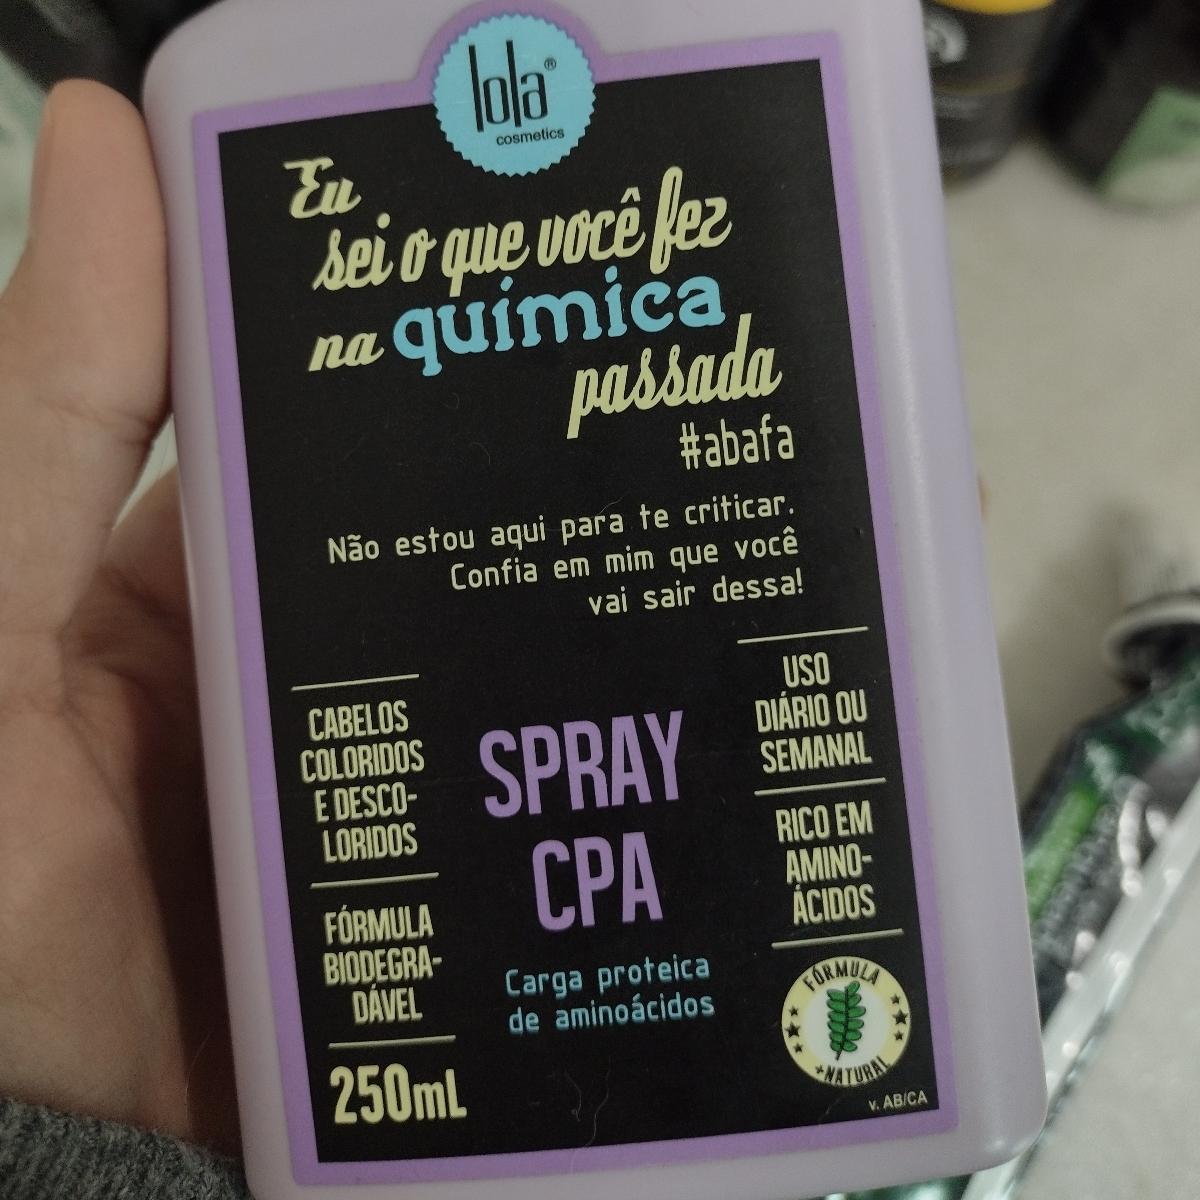 lola®
cosmetics
Eu
sei o que você fez
na química
passada
#abafa
Não estou aqui para te criticar.
Confia em mim que você
vai sair dessa!
CABELOS
COLORIDOS
E DESCO-
LORIDOS
FÓRMULA
BIODEGRA-
DÁVEL
250mL
SPRAY
CPA
Carga proteica
de aminoácidos
USO
DIÁRIO OU
SEMANAL
RICO EM
AMINO-
ÁCIDOS
FÓRMULA
+NATURAL
v. AB/CA